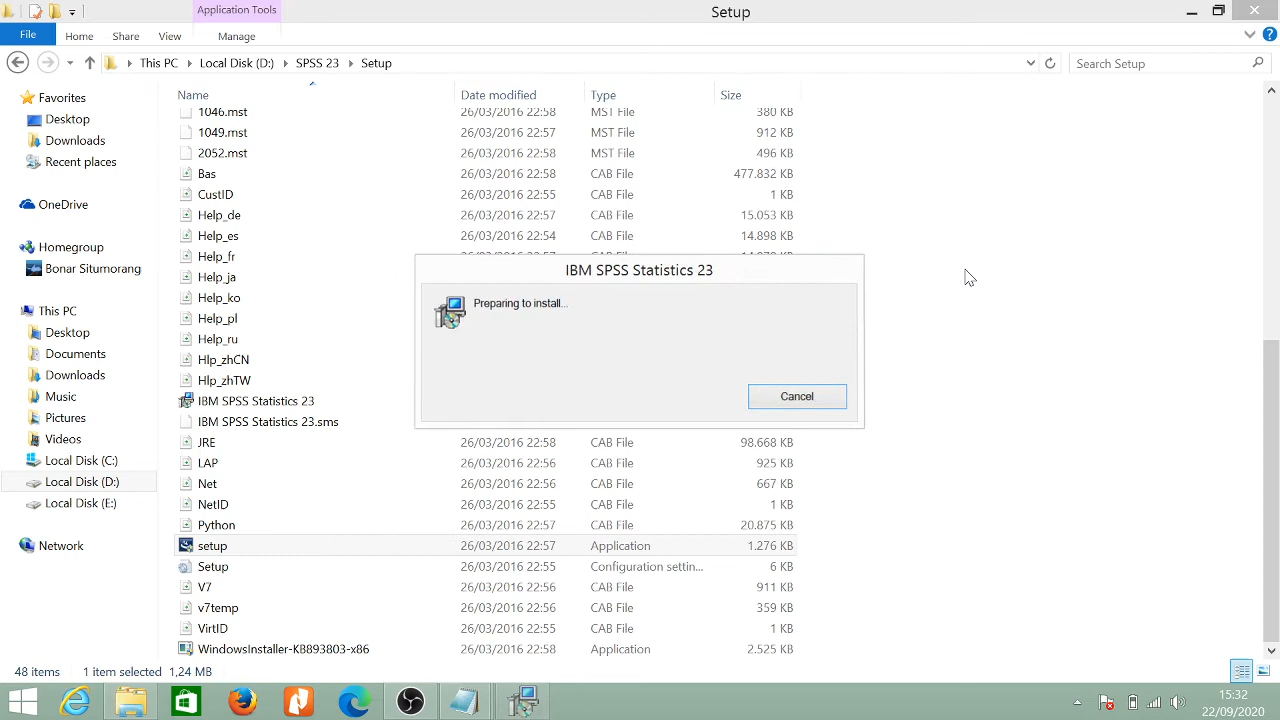 Application Tools
Setup
File
Home
Share
View
Manage
This PC
Local Disk (D:)
SPSS 23
Setup
Search Setup
Name
Date modified
Type
Size
Favorites
Desktop
Downloads
Recent places
OneDrive
Homegroup
Bonar Situmorang
This PC
Desktop
Documents
Downloads
Music
Pictures
Videos
Local Disk (C:)
Local Disk (D:)
Local Disk (E:)
Network
1046.mst 26/03/2016 22:58 MST File 380 KB
1049.mst 26/03/2016 22:57 MST File 912 KB
2052.mst 26/03/2016 22:58 MST File 496 KB
Bas 26/03/2016 22:58 CAB File 477.832 KB
CustID 26/03/2016 22:55 CAB File 1 KB
Help_de 26/03/2016 22:57 CAB File 15.053 KB
Help_es 26/03/2016 22:54 CAB File 14.898 KB
Help_fr
Help_ja
Help_ko
Help_pl
Help_ru
Hlp_zhCN
Hlp_zhTW
IBM SPSS Statistics 23
IBM SPSS Statistics 23.sms
JRE 26/03/2016 22:58 CAB File 98.668 KB
LAP 26/03/2016 22:56 CAB File 925 KB
Net 26/03/2016 22:56 CAB File 667 KB
NetID 26/03/2016 22:55 CAB File 1 KB
Python 26/03/2016 22:57 CAB File 20.875 KB
setup 26/03/2016 22:57 Application 1.276 KB
Setup 26/03/2016 22:55 Configuration settin... 6 KB
V7 26/03/2016 22:56 CAB File 911 KB
v7temp 26/03/2016 22:56 CAB File 359 KB
VirtID 26/03/2016 22:55 CAB File 1 KB
WindowsInstaller-KB893803-x86 26/03/2016 22:58 Application 2.525 KB
IBM SPSS Statistics 23
Preparing to install...
Cancel
48 items
1 item selected 1,24 MB
15:32
22/09/2020